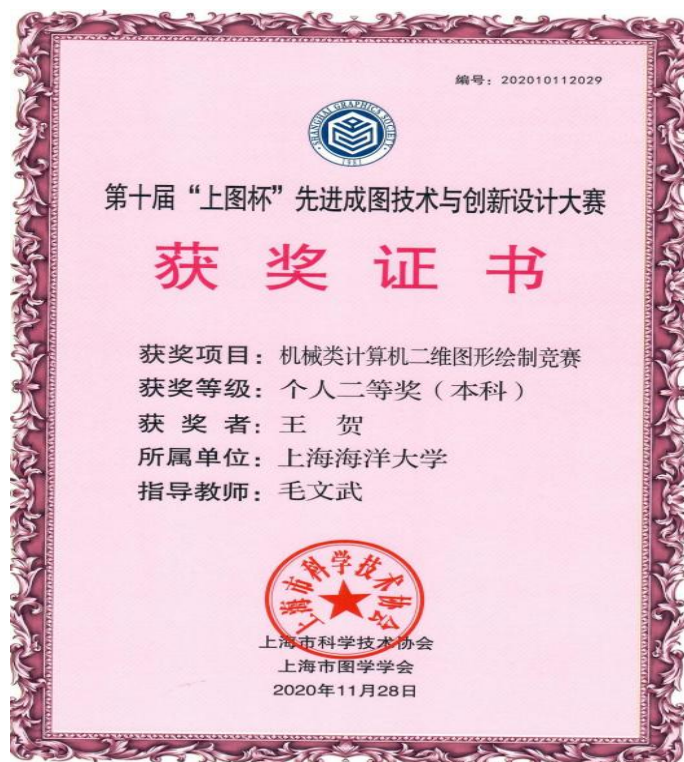 编号：202010112029
SHANGHAI GRAPHICS SOCIETY
1981
第十届“上图杯”先进成图技术与创新设计大赛
获奖证书
获奖项目：机械类计算机二维图形绘制竞赛
获奖等级：个人二等奖（本科）
获奖者：王 贺
所属单位：上海海洋大学
指导教师：毛文武
上海市科学技术协会
上海市科学技术协会
上海市图学学会
2020年11月28日